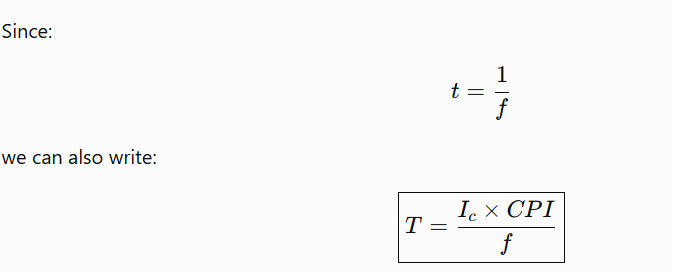 Since:
t = 1/f
we can also write:
T = (I_c × CPI)/f